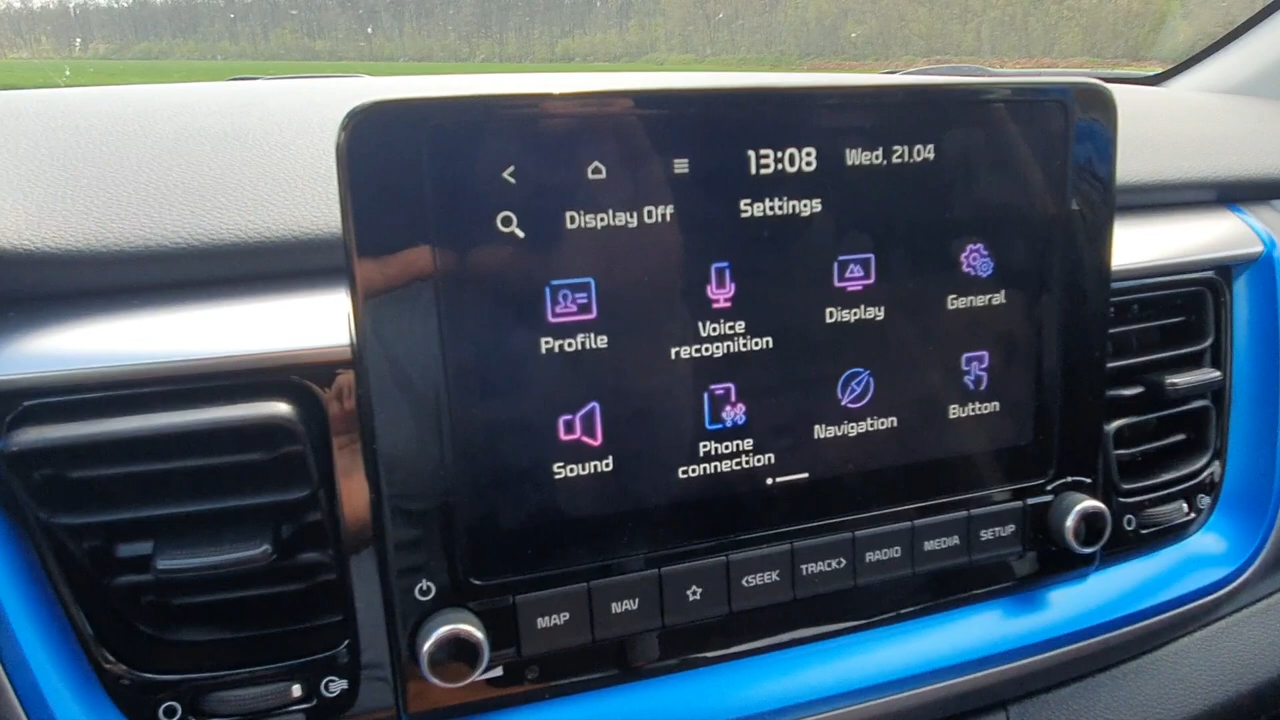 13:08 Wed, 21.04
Display Off Settings
Profile
Voice
recognition
Display
General
Sound
Phone
connection
Navigation
Button
MAP NAV <SEEK TRACK> RADIO MEDIA SETUP